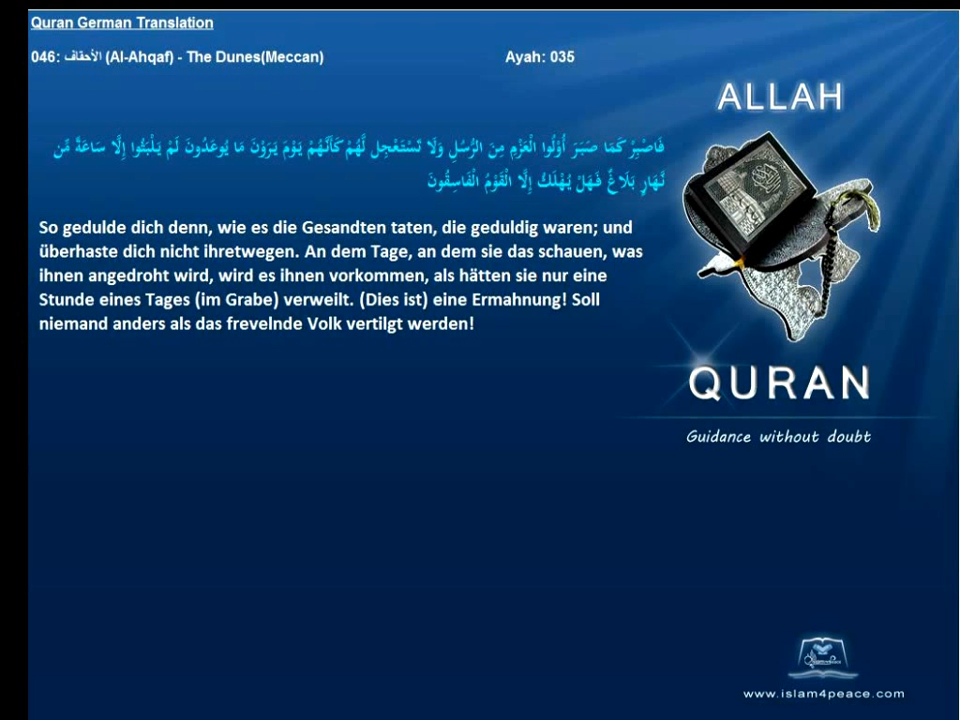 Quran German Translation
046: الأحقاف (Al-Ahqaf) - The Dunes(Meccan) Ayah: 035
ALLAH
فَاصْبِرْ كَمَا صَبَرَ أُوْلُوا الْعَزْمِ مِنَ الرُّسُلِ وَلَا تَسْتَعْجِل لَّهُمْ كَأَنَّهُمْ يَوْمَ يَرَوْنَ مَا يُوعَدُونَ لَمْ يَلْبَثُوا إِلَّا سَاعَةً مِّن
نَّهَارٍ بَلَاغٌ فَهَلْ يُهْلَكُ إِلَّا الْقَوْمُ الْفَاسِقُونَ
So gedulde dich denn, wie es die Gesandten taten, die geduldig waren; und
überhaste dich nicht ihretwegen. An dem Tage, an dem sie das schauen, was
ihnen angedroht wird, wird es ihnen vorkommen, als hätten sie nur eine
Stunde eines Tages (im Grabe) verweilt. (Dies ist) eine Ermahnung! Soll
niemand anders als das frevelnde Volk vertilgt werden!
QURAN
Guidance without doubt
www.islam4peace.com